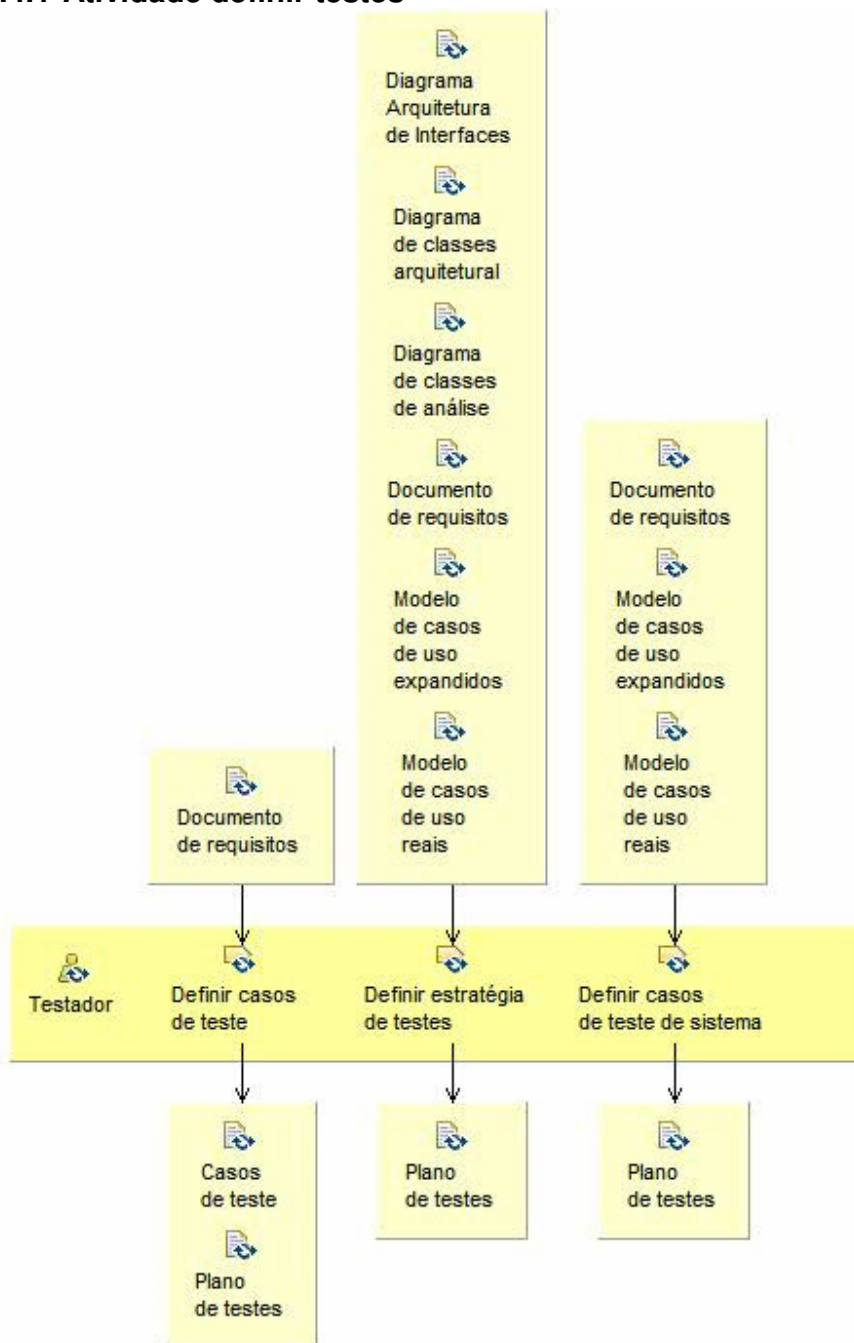 Diagrama
Arquitetura
de Interfaces
Diagrama
de classes
arquitetural
Diagrama
de classes
de análise
Documento
de requisitos
Modelo
de casos
de uso
expandidos
Modelo
de casos
de uso
reais
Documento
de requisitos
Modelo
de casos
de uso
expandidos
Modelo
de casos
de uso
reais
Documento
de requisitos
Testador
Definir casos
de teste
Definir estratégia
de testes
Definir casos
de teste de sistema
Casos
de teste
Plano
de testes
Plano
de testes
Plano
de testes